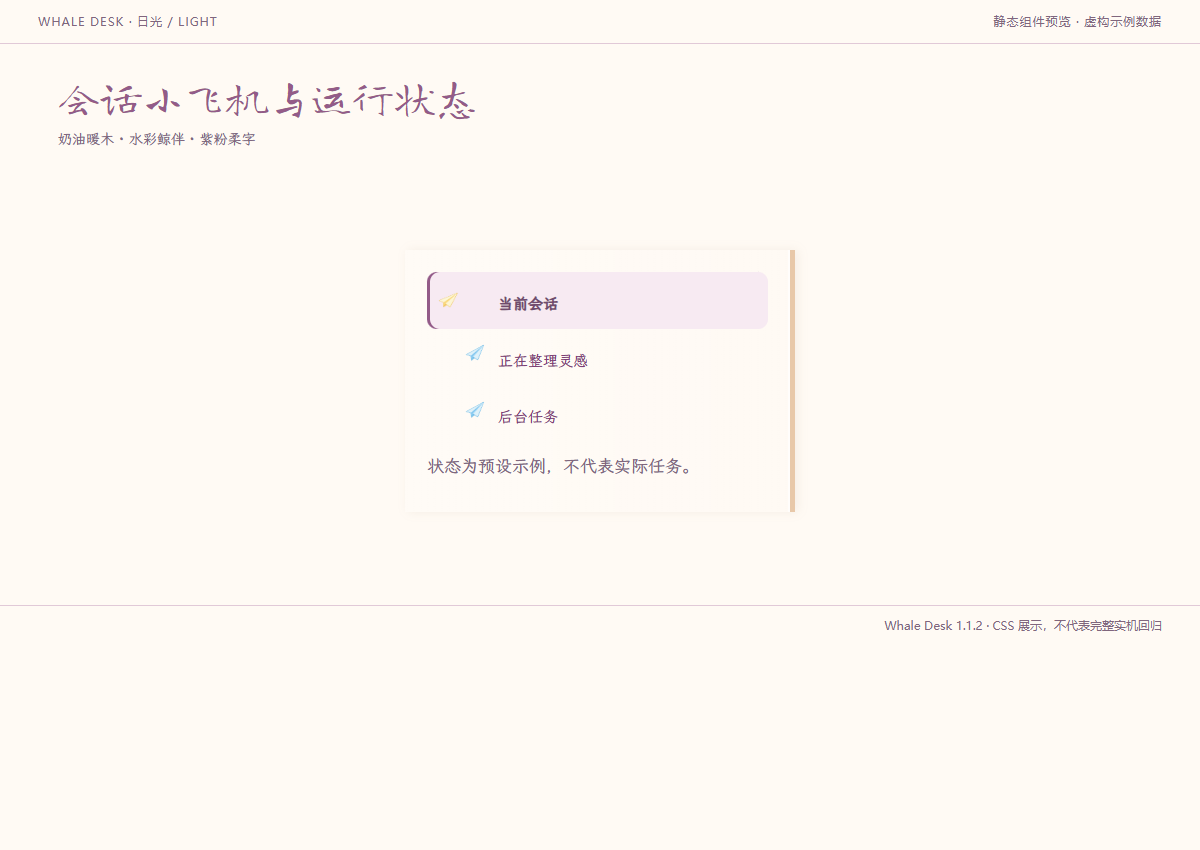 WHALE DESK · 日光 / LIGHT
静态组件预览 · 虚构示例数据
会话小飞机与运行状态
奶油暖木 · 水彩鲸伴 · 紫粉柔字
当前会话
正在整理灵感
后台任务
状态为预设示例，不代表实际任务。
Whale Desk 1.1.2 · CSS 展示，不代表完整实机回归